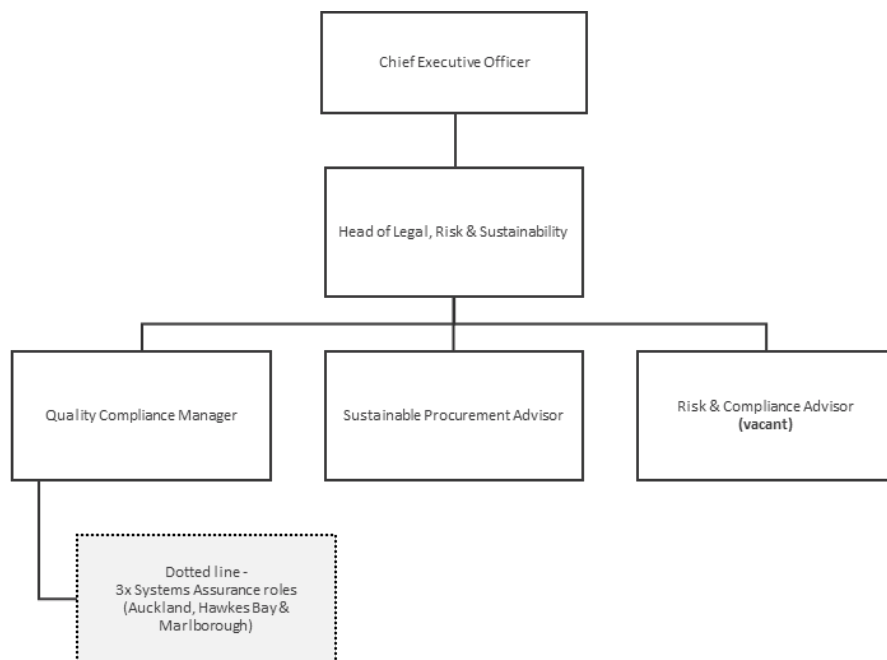 Chief Executive Officer
Head of Legal, Risk & Sustainability
Quality Compliance Manager
Sustainable Procurement Advisor
Risk & Compliance Advisor
(vacant)
Dotted line -
3x Systems Assurance roles
(Auckland, Hawkes Bay &
Marlborough)